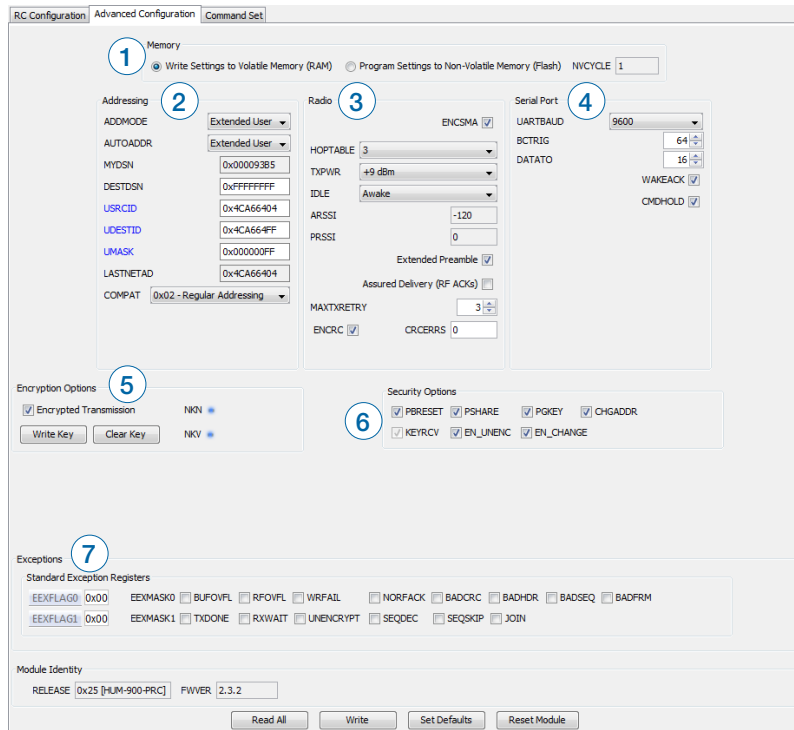 RC Configuration Advanced Configuration Command Set
1 Memory
Write Settings to Volatile Memory (RAM) Program Settings to Non-Volatile Memory (Flash) NVCYCLE 1
Addressing 2
ADDMODE Extended User
AUTOADDR Extended User
MYDSN 0x000093B5
DESTDSN 0xFFFFFFFF
USRCID 0x4CA66404
UDESTID 0x4CA664FF
UMASK 0x000000FF
LASTNETAD 0x4CA66404
COMPAT 0x02 - Regular Addressing
Radio 3
ENCSMA
HOPTABLE 3
TXPWR +9 dBm
IDLE Awake
ARSSI -120
PRSSI 0
Extended Preamble
Assured Delivery (RF ACKs)
MAXTXRETRY 3
ENCRC CRCERRS 0
Serial Port 4
UARTBAUD 9600
BCTRIG 64
DATATO 16
WAKEACK
CMDHOLD
Encryption Options 5
Encrypted Transmission NKN
Write Key Clear Key NKV
Security Options
6 PBRESET PSHARE PGKEY CHGADDR
KEYRCV EN_UNENC EN_CHANGE
Exceptions 7
Standard Exception Registers
EEXFLAG0 0x00 EEXMASK0 BUFOVFL RFOVFL WRFAIL NORFACK BADCRC BADHDR BADSEQ BADFRM
EEXFLAG1 0x00 EEXMASK1 TXDONE RXWAIT UNENCRYPT SEQDEC SEQSKIP JOIN
Module Identity
RELEASE 0x25 [HUM-900-PRC] FWVER 2.3.2
Read All Write Set Defaults Reset Module